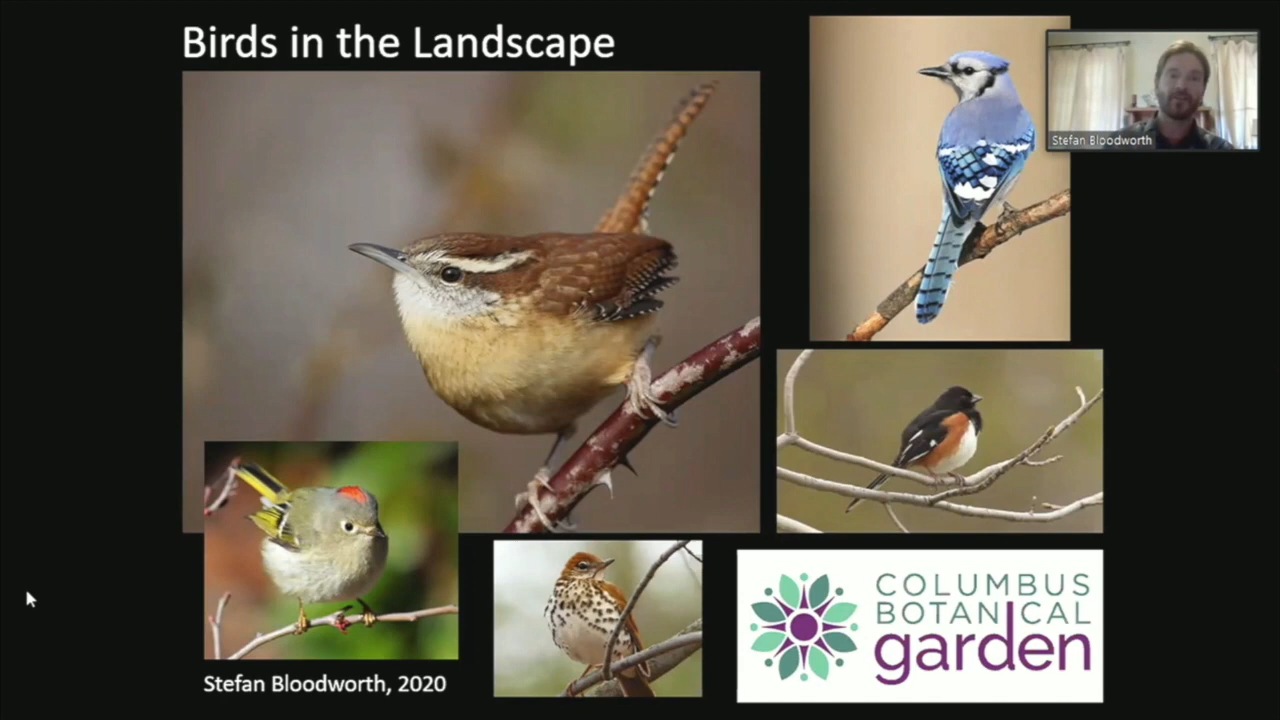 Birds in the Landscape
Stefan Bloodworth
Stefan Bloodworth, 2020
COLUMBUS
BOTANICAL
garden